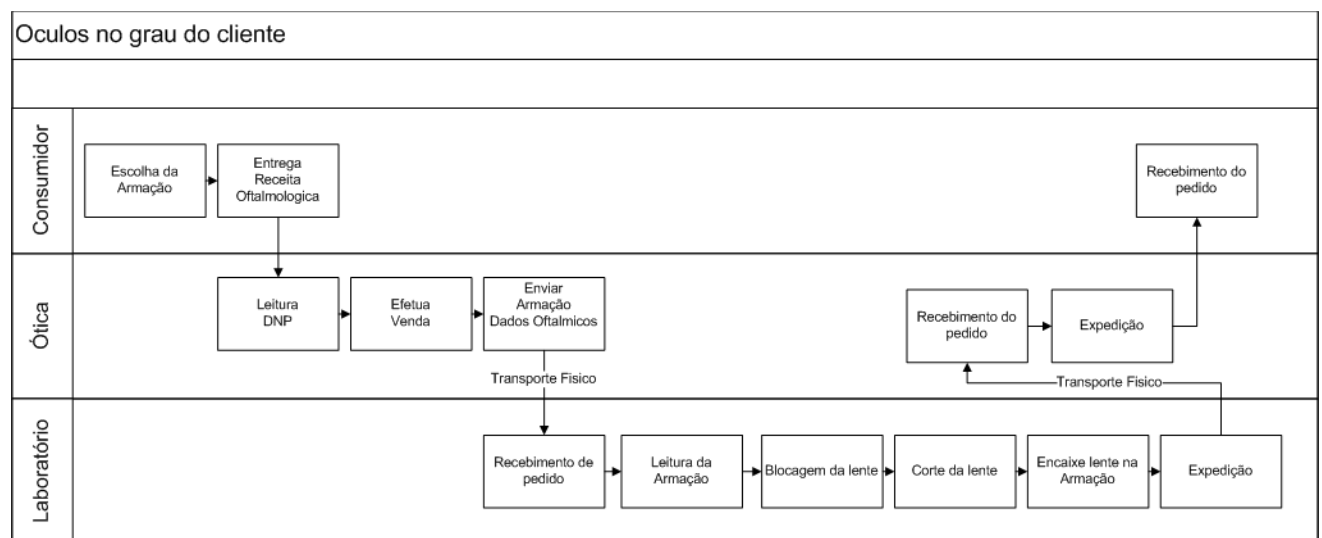 Oculos no grau do cliente
Consumidor
Escolha da
Armação
Entrega
Receita
Oftalmologica
Recebimento do
pedido
Ótica
Leitura
DNP
Efetua
Venda
Enviar
Armação
Dados Oftalmicos
Recebimento do
pedido
Expedição
Transporte Fisico
Transporte Fisico
Laboratório
Recebimento de
pedido
Leitura da
Armação
Blocagem da lente
Corte da lente
Encaixe lente na
Armação
Expedição